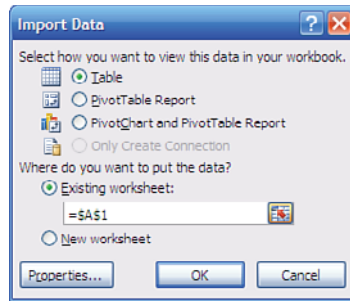 Import Data
Select how you want to view this data in your workbook.
Table
PivotTable Report
PivotChart and PivotTable Report
Only Create Connection
Where do you want to put the data?
Existing worksheet:
=$A$1
New worksheet
Properties...
OK
Cancel